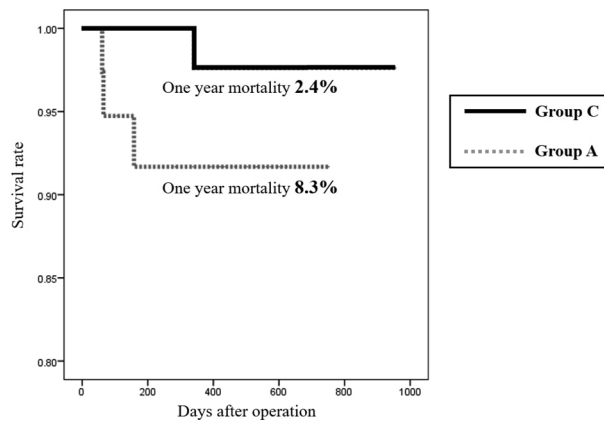 1.00
One year mortality 2.4%
0.95
One year mortality 8.3%
0.90
0.85
0.80
Survival rate
0 200 400 600 800 1000
Days after operation
Group C
Group A